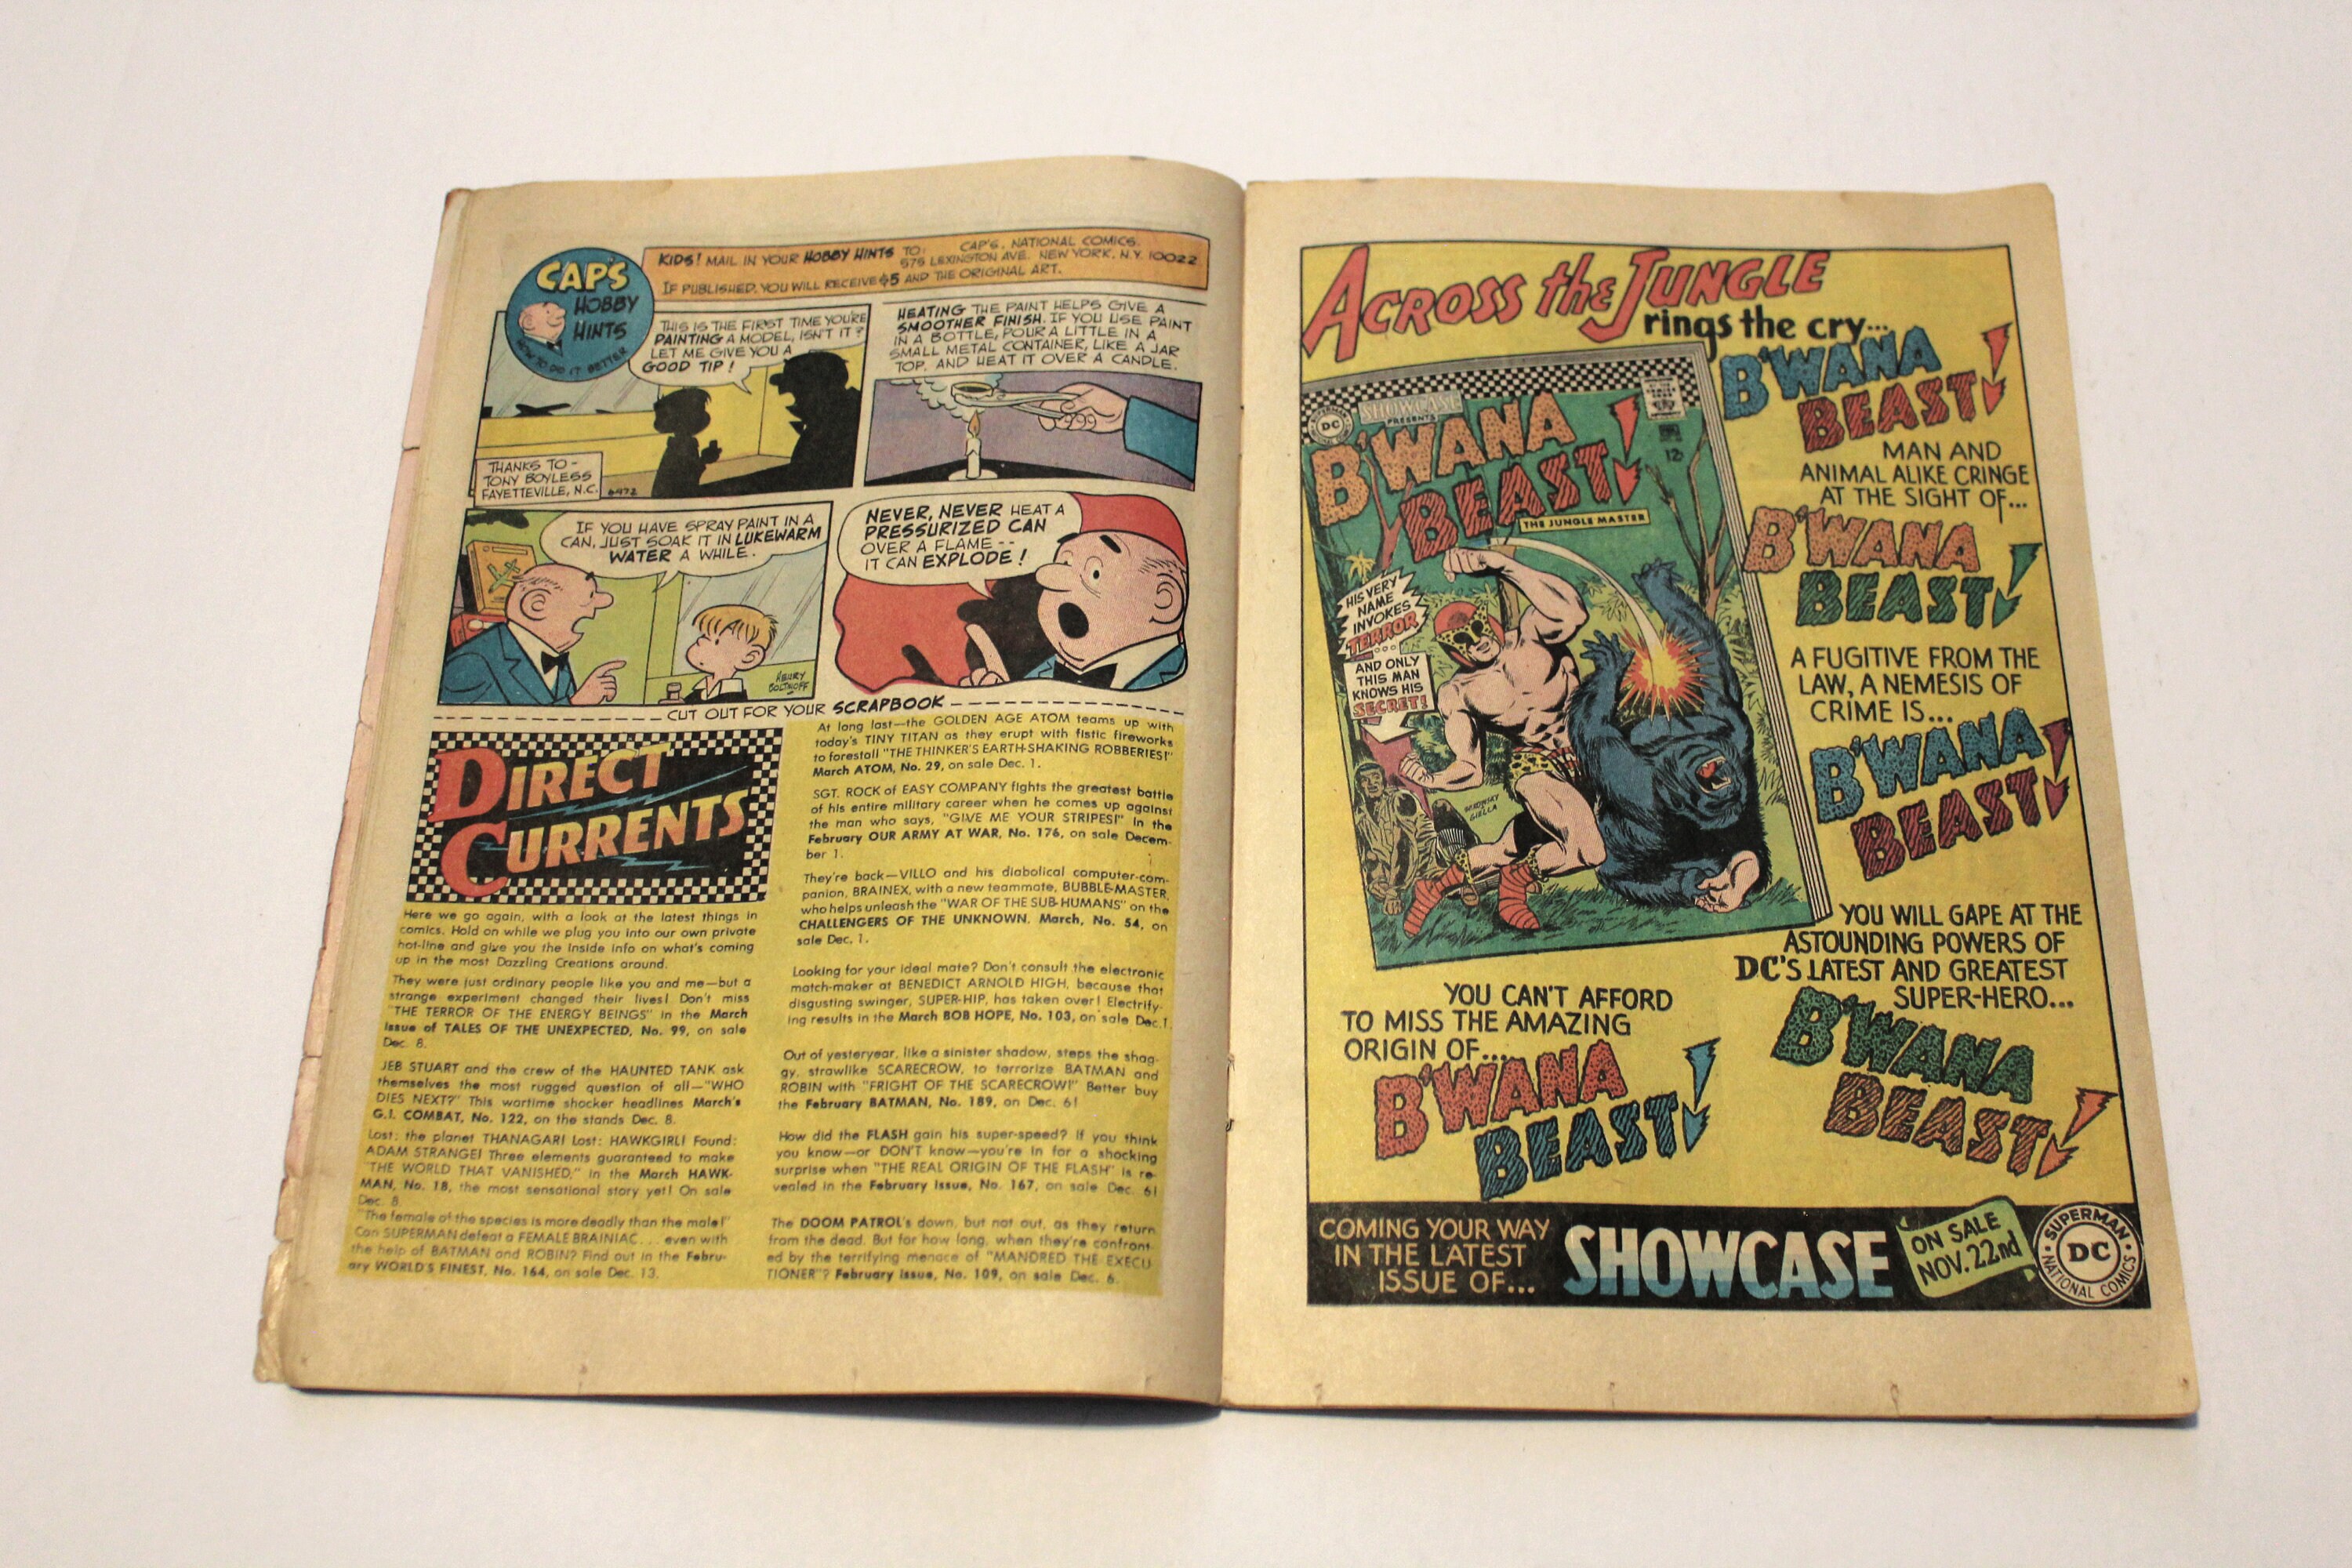 CAP'S
HOBBY
HINTS
HOW TO DO IT BETTER
KIDS! MAIL IN YOUR HOBBY HINTS TO: CAP'S, NATIONAL COMICS.
575 LEXINGTON AVE. NEW YORK, N.Y. 10022
IF PUBLISHED, YOU WILL RECEIVE $5 AND THE ORIGINAL ART.
THIS IS THE FIRST TIME YOU'RE
PAINTING A MODEL, ISN'T IT?
LET ME GIVE YOU A
GOOD TIP!
THANKS TO -
TONY BOYLESS
FAYETTEVILLE, N.C.
HEATING THE PAINT HELPS GIVE A
SMOOTHER FINISH. IF YOU USE PAINT
IN A BOTTLE, POUR A LITTLE IN A
SMALL METAL CONTAINER, LIKE A JAR
TOP, AND HEAT IT OVER A CANDLE.
IF YOU HAVE SPRAY PAINT IN A
CAN, JUST SOAK IT IN LUKEWARM
WATER A WHILE.
HENRY
BOLTINOFF
NEVER, NEVER HEAT A
PRESSURIZED CAN
OVER A FLAME--
IT CAN EXPLODE!
CUT OUT FOR YOUR SCRAPBOOK
DIRECT
CURRENTS
Here we go again, with a look at the latest things in
comics. Hold on while we plug you into our own private
hot-line and give you the inside info on what's coming
up in the most Dazzling Creations around.
They were just ordinary people like you and me—but a
strange experiment changed their lives! Don't miss
"THE TERROR OF THE ENERGY BEINGS" in the March
issue of TALES OF THE UNEXPECTED, No. 99, on sale
Dec. 8.
JEB STUART and the crew of the HAUNTED TANK ask
themselves the most rugged question of all—"WHO
DIES NEXT?" This wartime shocker headlines March's
G.I. COMBAT, No. 122, on the stands Dec. 8.
Lost: the planet THANAGAR! Lost: HAWKGIRL! Found:
ADAM STRANGE! Three elements guaranteed to make
"THE WORLD THAT VANISHED," in the March HAWK-
MAN, No. 18, the most sensational story yet! On sale
Dec. 8.
"The female of the species is more deadly than the male!"
Can SUPERMAN defeat a FEMALE BRAINIAC... even with
the help of BATMAN and ROBIN? Find out in the Febru-
ary WORLD'S FINEST, No. 164, on sale Dec. 13.
At long last—the GOLDEN AGE ATOM teams up with
today's TINY TITAN as they erupt with fistic fireworks
to forestall "THE THINKER'S EARTH-SHAKING ROBBERIES!"
March ATOM, No. 29, on sale Dec. 1.
SGT. ROCK of EASY COMPANY fights the greatest battle
of his entire military career when he comes up against
the man who says, "GIVE ME YOUR STRIPES!" In the
February OUR ARMY AT WAR, No. 176, on sale Decem-
ber 1.
They're back—VILLO and his diabolical computer-com-
panion, BRAINEX, with a new teammate, BUBBLE-MASTER,
who helps unleash the "WAR OF THE SUB-HUMANS" on the
CHALLENGERS OF THE UNKNOWN. March, No. 54, on
sale Dec. 1.
Looking for your ideal mate? Don't consult the electronic
match-maker at BENEDICT ARNOLD HIGH, because that
disgusting swinger, SUPER-HIP, has taken over! Electrify-
ing results in the March BOB HOPE, No. 103, on sale Dec.1.
Out of yesteryear, like a sinister shadow, steps the shag-
gy, strawlike SCARECROW, to terrorize BATMAN and
ROBIN with "FRIGHT OF THE SCARECROW!" Better buy
the February BATMAN, No. 189, on Dec. 6!
How did the FLASH gain his super-speed? If you think
you know—or DON'T know—you're in for a shocking
surprise when "THE REAL ORIGIN OF THE FLASH" is re-
vealed in the February issue, No. 167, on sale Dec. 6!
The DOOM PATROL's down, but not out, as they return
from the dead. But for how long, when they're confront-
ed by the terrifying menace of "MANDRED THE EXECU
TIONER"? February issue, No. 109, on sale Dec. 6.
ACROSS the JUNGLE
rings the cry...
B'WANA
BEAST!
MAN AND
ANIMAL ALIKE CRINGE
AT THE SIGHT OF...
B'WANA
BEAST!
A FUGITIVE FROM THE
LAW, A NEMESIS OF
CRIME IS...
B'WANA
BEAST!
YOU WILL GAPE AT THE
ASTOUNDING POWERS OF
DC'S LATEST AND GREATEST
SUPER-HERO...
B'WANA
BEAST!
DC
SHOWCASE
PRESENTS
12¢
B'WANA
BEAST!
THE JUNGLE MASTER
HIS VERY
NAME
INVOKES
TERROR...
AND ONLY
THIS MAN
KNOWS HIS
SECRET!
SEKOWSKY
GIELLA
YOU CAN'T AFFORD
TO MISS THE AMAZING
ORIGIN OF...
B'WANA
BEAST!
COMING YOUR WAY
IN THE LATEST
ISSUE OF...
SHOWCASE
ON SALE
NOV. 22nd
SUPERMAN
DC
NATIONAL COMICS